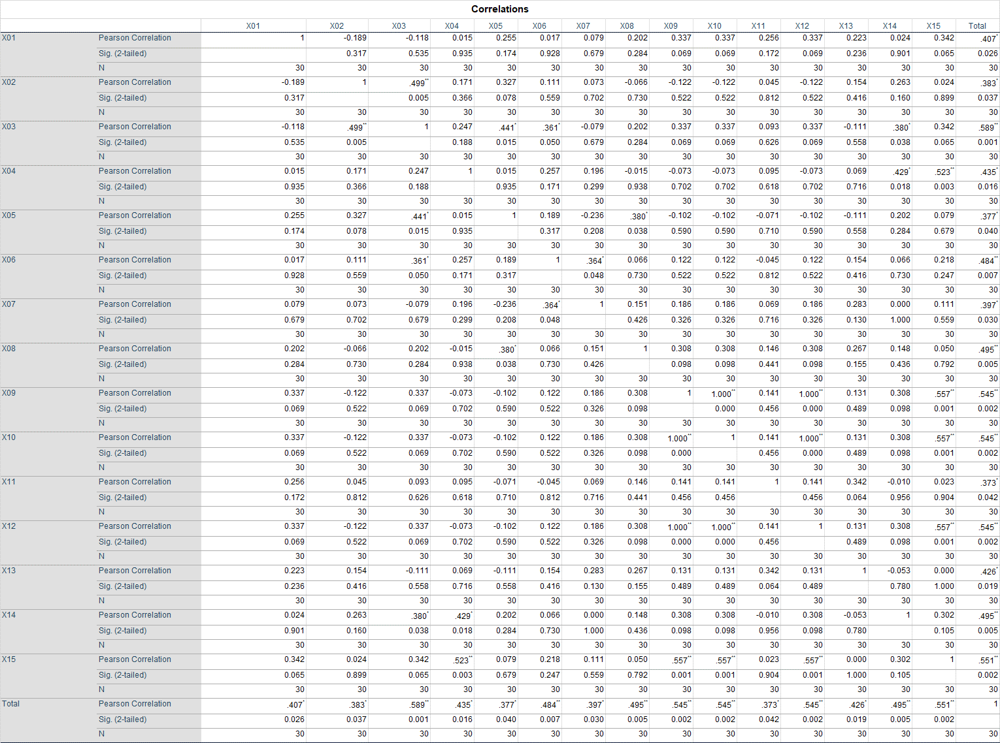 Correlations
X01 X02 X03 X04 X05 X06 X07 X08 X09 X10 X11 X12 X13 X14 X15 Total
X01 Pearson Correlation 1 -0.189 -0.118 0.015 0.255 0.017 0.079 0.202 0.337 0.337 0.256 0.337 0.223 0.024 0.342 .407*
Sig. (2-tailed) 0.317 0.535 0.935 0.174 0.928 0.679 0.284 0.069 0.069 0.172 0.069 0.236 0.901 0.065 0.026
N 30 30 30 30 30 30 30 30 30 30 30 30 30 30 30 30
X02 Pearson Correlation -0.189 1 .499** 0.171 0.327 0.111 0.073 -0.066 -0.122 -0.122 0.045 -0.122 0.154 0.263 0.024 .383*
Sig. (2-tailed) 0.317 0.005 0.366 0.078 0.559 0.702 0.730 0.522 0.522 0.812 0.522 0.416 0.160 0.899 0.037
N 30 30 30 30 30 30 30 30 30 30 30 30 30 30 30 30
X03 Pearson Correlation -0.118 .499** 1 0.247 .441* .361* -0.079 0.202 0.337 0.337 0.093 0.337 -0.111 .380* 0.342 .589**
Sig. (2-tailed) 0.535 0.005 0.188 0.015 0.050 0.679 0.284 0.069 0.069 0.626 0.069 0.558 0.038 0.065 0.001
N 30 30 30 30 30 30 30 30 30 30 30 30 30 30 30 30
X04 Pearson Correlation 0.015 0.171 0.247 1 0.015 0.257 0.196 -0.015 -0.073 -0.073 0.095 -0.073 0.069 .429* .523** .435*
Sig. (2-tailed) 0.935 0.366 0.188 0.935 0.171 0.299 0.938 0.702 0.702 0.618 0.702 0.716 0.018 0.003 0.016
N 30 30 30 30 30 30 30 30 30 30 30 30 30 30 30 30
X05 Pearson Correlation 0.255 0.327 .441* 0.015 1 0.189 -0.236 .380* -0.102 -0.102 -0.071 -0.102 -0.111 0.202 0.079 .377*
Sig. (2-tailed) 0.174 0.078 0.015 0.935 0.317 0.208 0.038 0.590 0.590 0.710 0.590 0.558 0.284 0.679 0.040
N 30 30 30 30 30 30 30 30 30 30 30 30 30 30 30 30
X06 Pearson Correlation 0.017 0.111 .361* 0.257 0.189 1 .364* 0.066 0.122 0.122 -0.045 0.122 0.154 0.066 0.218 .484**
Sig. (2-tailed) 0.928 0.559 0.050 0.171 0.317 0.048 0.730 0.522 0.522 0.812 0.522 0.416 0.730 0.247 0.007
N 30 30 30 30 30 30 30 30 30 30 30 30 30 30 30 30
X07 Pearson Correlation 0.079 0.073 -0.079 0.196 -0.236 .364* 1 0.151 0.186 0.186 0.069 0.186 0.283 0.000 0.111 .397*
Sig. (2-tailed) 0.679 0.702 0.679 0.299 0.208 0.048 0.426 0.326 0.326 0.716 0.326 0.130 1.000 0.559 0.030
N 30 30 30 30 30 30 30 30 30 30 30 30 30 30 30 30
X08 Pearson Correlation 0.202 -0.066 0.202 -0.015 .380* 0.066 0.151 1 0.308 0.308 0.146 0.308 0.267 0.148 0.050 .495**
Sig. (2-tailed) 0.284 0.730 0.284 0.938 0.038 0.730 0.426 0.098 0.098 0.441 0.098 0.155 0.436 0.792 0.005
N 30 30 30 30 30 30 30 30 30 30 30 30 30 30 30 30
X09 Pearson Correlation 0.337 -0.122 0.337 -0.073 -0.102 0.122 0.186 0.308 1 1.000** 0.141 1.000** 0.131 0.308 .557** .545**
Sig. (2-tailed) 0.069 0.522 0.069 0.702 0.590 0.522 0.326 0.098 0.000 0.456 0.000 0.489 0.098 0.001 0.002
N 30 30 30 30 30 30 30 30 30 30 30 30 30 30 30 30
X10 Pearson Correlation 0.337 -0.122 0.337 -0.073 -0.102 0.122 0.186 0.308 1.000** 1 0.141 1.000** 0.131 0.308 .557** .545**
Sig. (2-tailed) 0.069 0.522 0.069 0.702 0.590 0.522 0.326 0.098 0.000 0.456 0.000 0.489 0.098 0.001 0.002
N 30 30 30 30 30 30 30 30 30 30 30 30 30 30 30 30
X11 Pearson Correlation 0.256 0.045 0.093 0.095 -0.071 -0.045 0.069 0.146 0.141 0.141 1 0.141 0.342 -0.010 0.023 .373*
Sig. (2-tailed) 0.172 0.812 0.626 0.618 0.710 0.812 0.716 0.441 0.456 0.456 0.456 0.064 0.956 0.904 0.042
N 30 30 30 30 30 30 30 30 30 30 30 30 30 30 30 30
X12 Pearson Correlation 0.337 -0.122 0.337 -0.073 -0.102 0.122 0.186 0.308 1.000** 1.000** 0.141 1 0.131 0.308 .557** .545**
Sig. (2-tailed) 0.069 0.522 0.069 0.702 0.590 0.522 0.326 0.098 0.000 0.000 0.456 0.489 0.098 0.001 0.002
N 30 30 30 30 30 30 30 30 30 30 30 30 30 30 30 30
X13 Pearson Correlation 0.223 0.154 -0.111 0.069 -0.111 0.154 0.283 0.267 0.131 0.131 0.342 0.131 1 -0.053 0.000 .426*
Sig. (2-tailed) 0.236 0.416 0.558 0.716 0.558 0.416 0.130 0.155 0.489 0.489 0.064 0.489 0.780 1.000 0.019
N 30 30 30 30 30 30 30 30 30 30 30 30 30 30 30 30
X14 Pearson Correlation 0.024 0.263 .380* .429* 0.202 0.066 0.000 0.148 0.308 0.308 -0.010 0.308 -0.053 1 0.302 .495**
Sig. (2-tailed) 0.901 0.160 0.038 0.018 0.284 0.730 1.000 0.436 0.098 0.098 0.956 0.098 0.780 0.105 0.005
N 30 30 30 30 30 30 30 30 30 30 30 30 30 30 30 30
X15 Pearson Correlation 0.342 0.024 0.342 .523** 0.079 0.218 0.111 0.050 .557** .557** 0.023 .557** 0.000 0.302 1 .551**
Sig. (2-tailed) 0.065 0.899 0.065 0.003 0.679 0.247 0.559 0.792 0.001 0.001 0.904 0.001 1.000 0.105 0.002
N 30 30 30 30 30 30 30 30 30 30 30 30 30 30 30 30
Total Pearson Correlation .407* .383* .589** .435* .377* .484** .397* .495** .545** .545** .373* .545** .426* .495** .551** 1
Sig. (2-tailed) 0.026 0.037 0.001 0.016 0.040 0.007 0.030 0.005 0.002 0.002 0.042 0.002 0.019 0.005 0.002
N 30 30 30 30 30 30 30 30 30 30 30 30 30 30 30 30